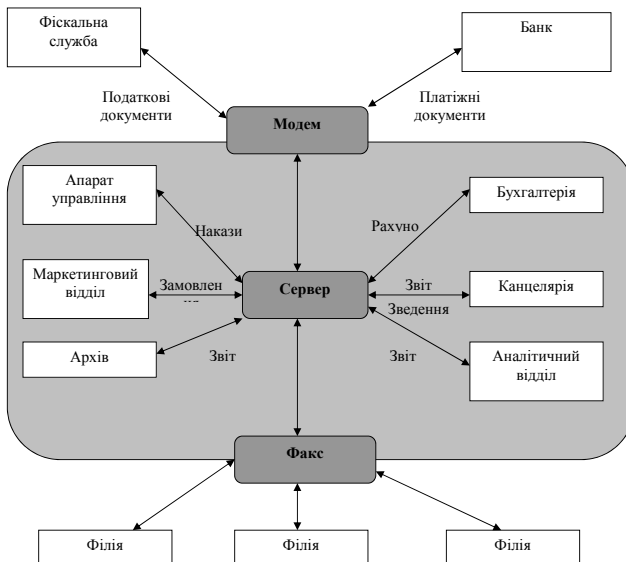 Фіскальна
служба
Банк
Податкові
документи
Платіжні
документи
Модем
Апарат
управління
Бухгалтерія
Накази
Рахуно
Маркетинговий
відділ
Замовлен
Сервер
Звіт
Канцелярія
Зведення
Архів
Звіт
Звіт
Аналітичний
відділ
Факс
Філія
Філія
Філія